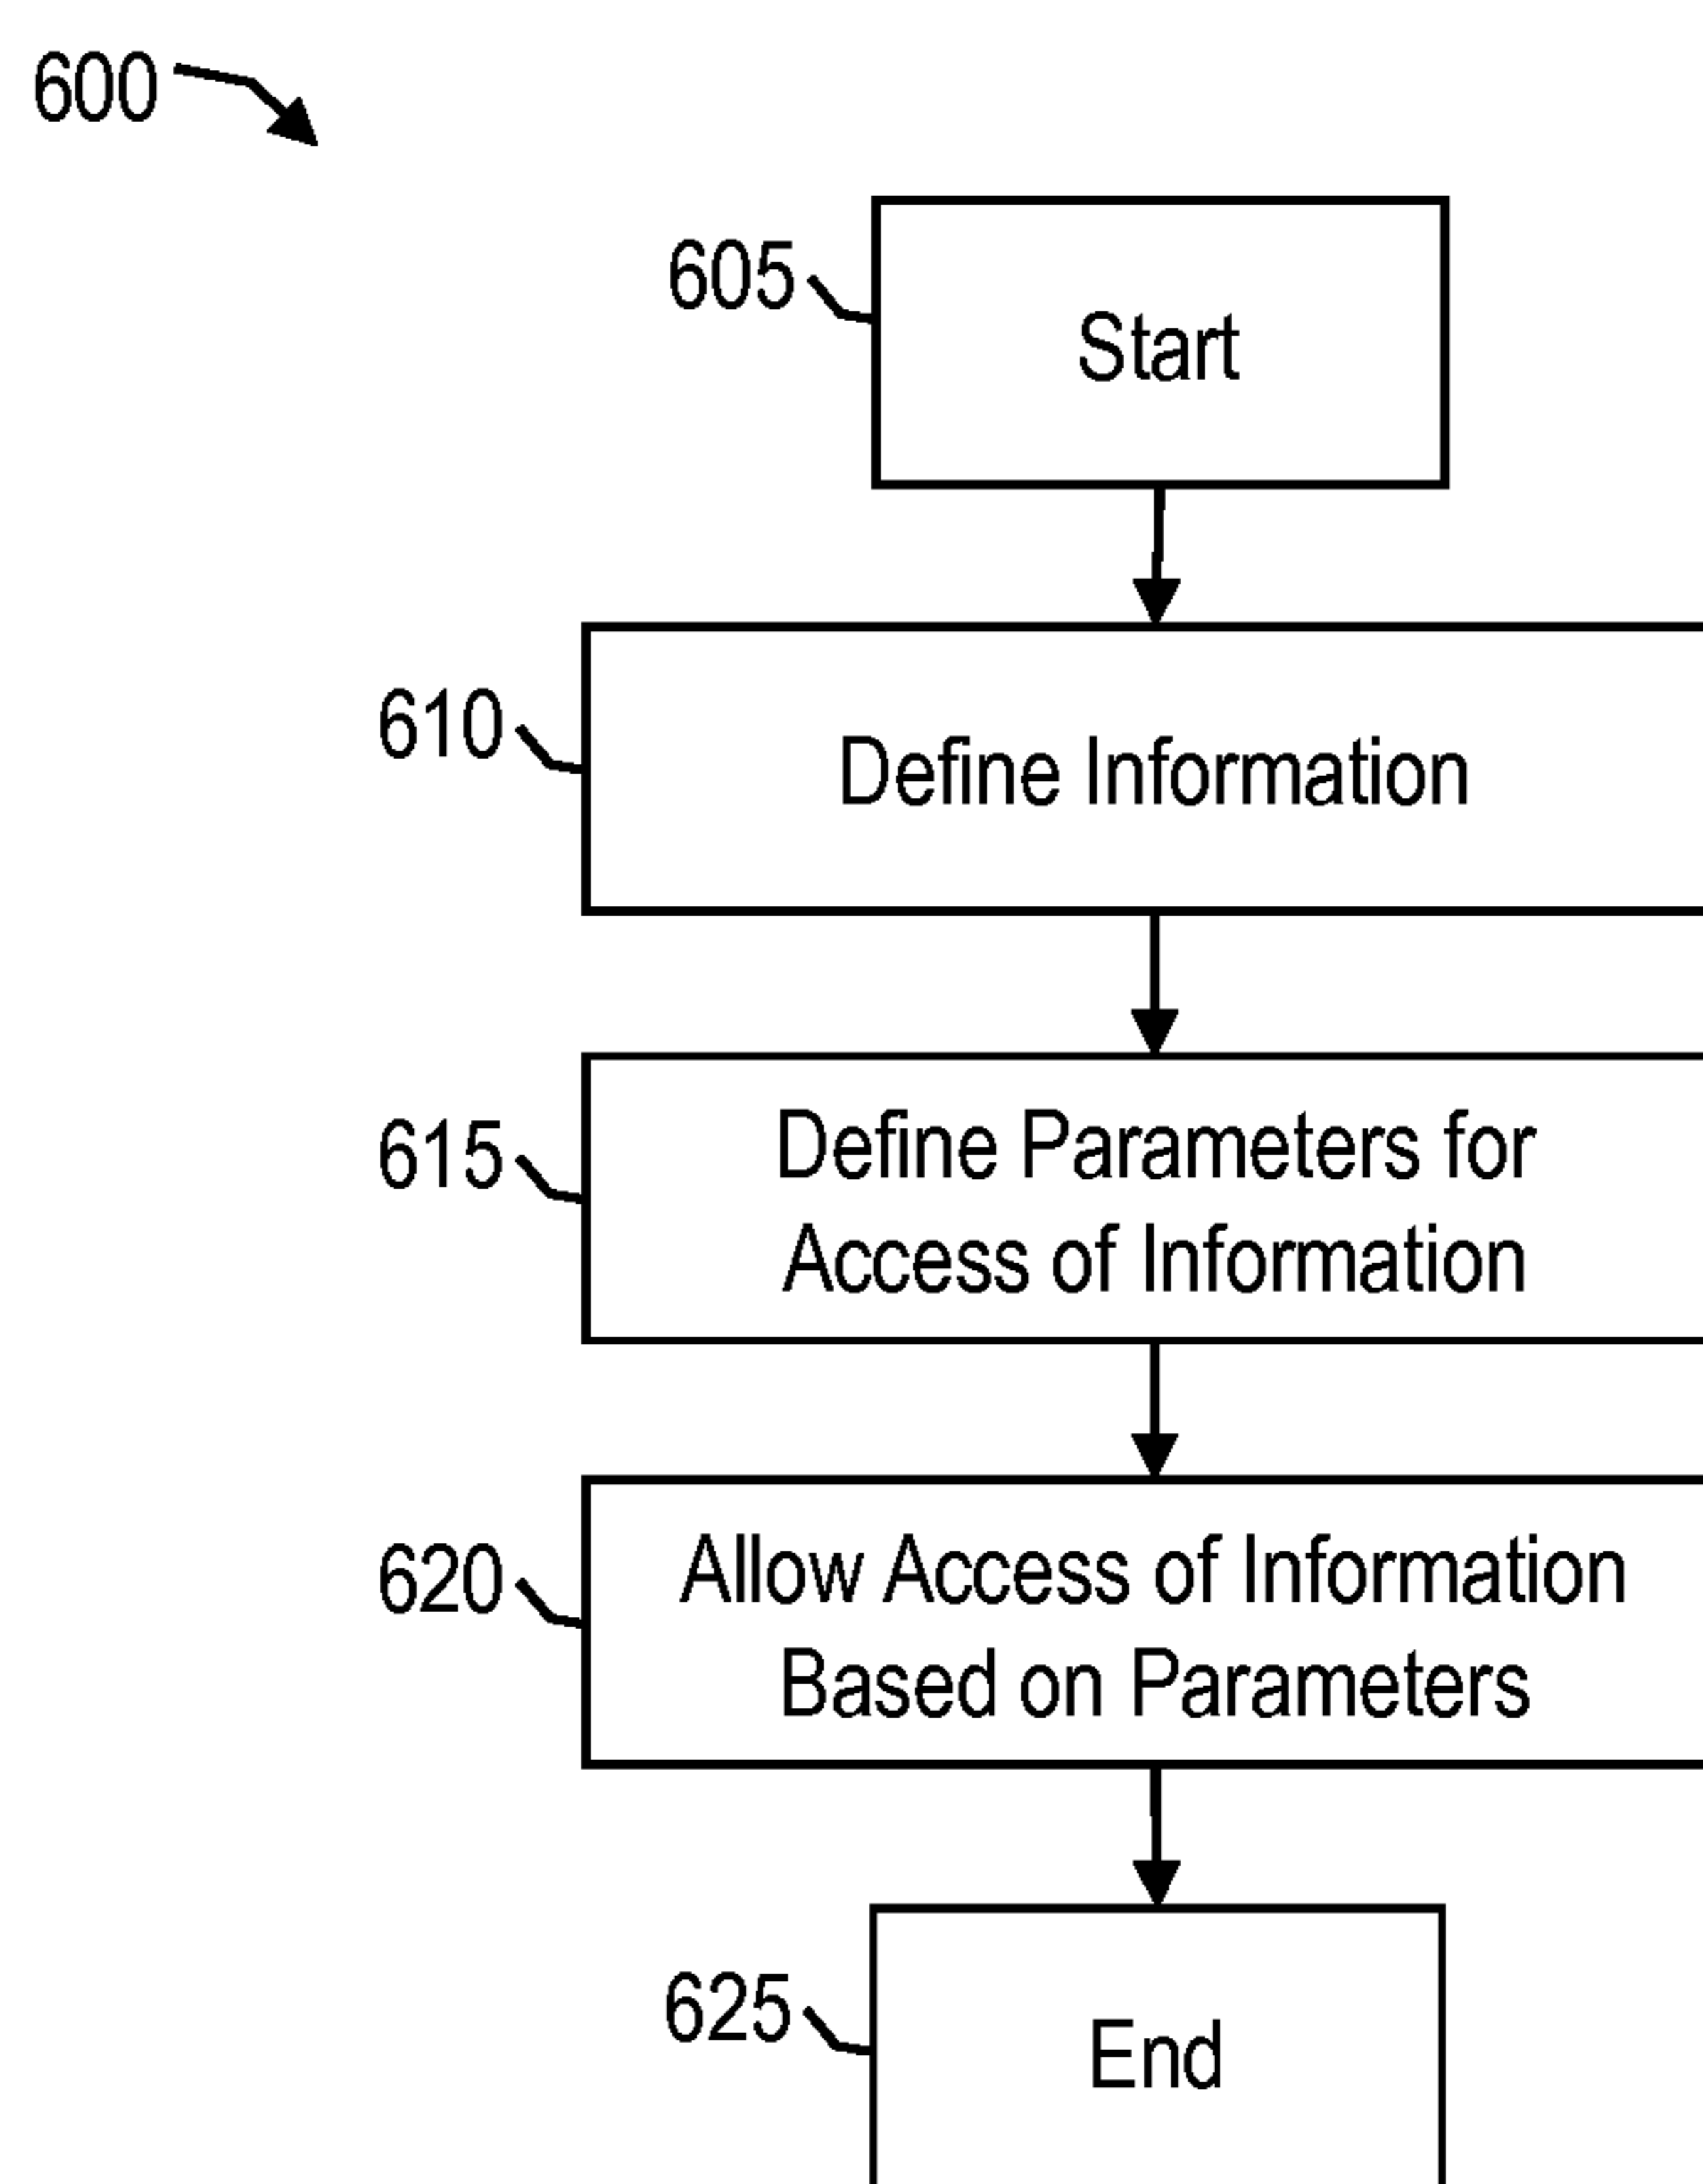 600
605
Start
610
Define Information
615
Define Parameters for
Access of Information
620
Allow Access of Information
Based on Parameters
625
End